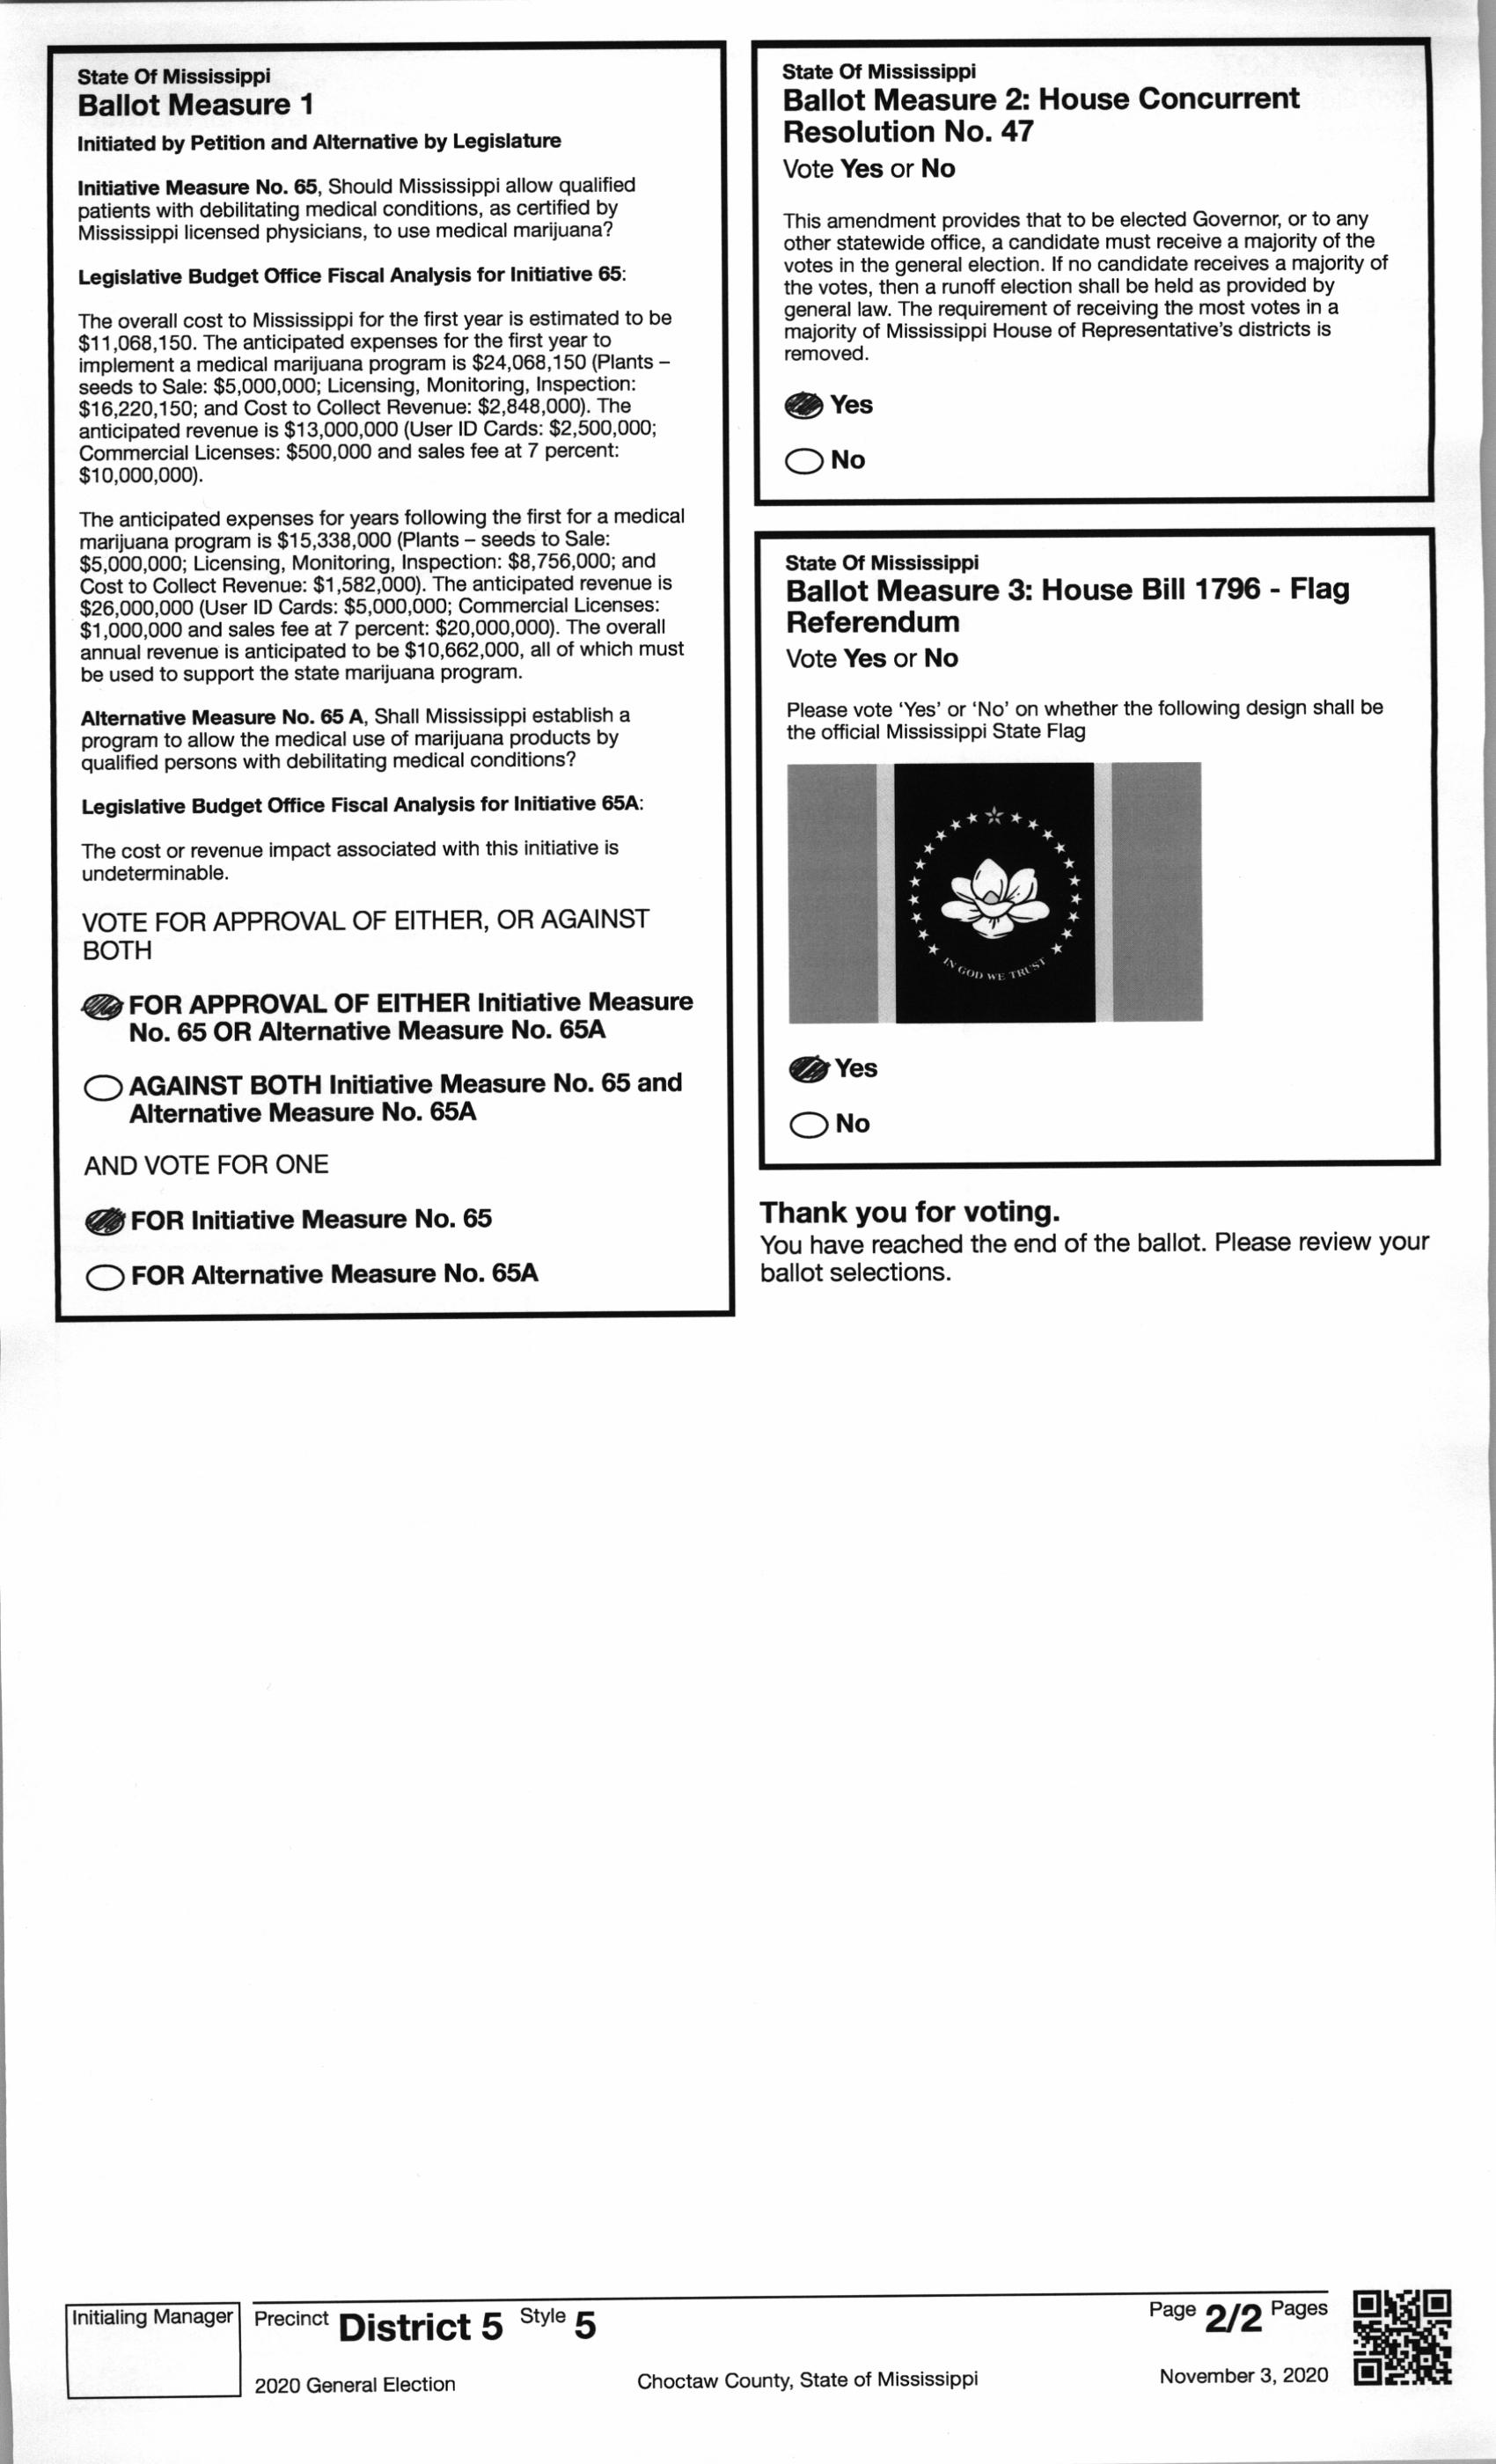 State Of Mississippi
Ballot Measure 1
Initiated by Petition and Alternative by Legislature
Initiative Measure No. 65, Should Mississippi allow qualified
patients with debilitating medical conditions, as certified by
Mississippi licensed physicians, to use medical marijuana?
Legislative Budget Office Fiscal Analysis for Initiative 65:
The overall cost to Mississippi for the first year is estimated to be
$11,068,150. The anticipated expenses for the first year to
implement a medical marijuana program is $24,068,150 (Plants –
seeds to Sale: $5,000,000; Licensing, Monitoring, Inspection:
$16,220,150; and Cost to Collect Revenue: $2,848,000). The
anticipated revenue is $13,000,000 (User ID Cards: $2,500,000;
Commercial Licenses: $500,000 and sales fee at 7 percent:
$10,000,000).
The anticipated expenses for years following the first for a medical
marijuana program is $15,338,000 (Plants – seeds to Sale:
$5,000,000; Licensing, Monitoring, Inspection: $8,756,000; and
Cost to Collect Revenue: $1,582,000). The anticipated revenue is
$26,000,000 (User ID Cards: $5,000,000; Commercial Licenses:
$1,000,000 and sales fee at 7 percent: $20,000,000). The overall
annual revenue is anticipated to be $10,662,000, all of which must
be used to support the state marijuana program.
Alternative Measure No. 65 A, Shall Mississippi establish a
program to allow the medical use of marijuana products by
qualified persons with debilitating medical conditions?
Legislative Budget Office Fiscal Analysis for Initiative 65A:
The cost or revenue impact associated with this initiative is
undeterminable.
VOTE FOR APPROVAL OF EITHER, OR AGAINST
BOTH
FOR APPROVAL OF EITHER Initiative Measure
No. 65 OR Alternative Measure No. 65A
AGAINST BOTH Initiative Measure No. 65 and
Alternative Measure No. 65A
AND VOTE FOR ONE
FOR Initiative Measure No. 65
FOR Alternative Measure No. 65A
State Of Mississippi
Ballot Measure 2: House Concurrent
Resolution No. 47
Vote Yes or No
This amendment provides that to be elected Governor, or to any
other statewide office, a candidate must receive a majority of the
votes in the general election. If no candidate receives a majority of
the votes, then a runoff election shall be held as provided by
general law. The requirement of receiving the most votes in a
majority of Mississippi House of Representative's districts is
removed.
Yes
No
State Of Mississippi
Ballot Measure 3: House Bill 1796 - Flag
Referendum
Vote Yes or No
Please vote ‘Yes’ or ‘No’ on whether the following design shall be
the official Mississippi State Flag
IN GOD WE TRUST
Yes
No
Thank you for voting.
You have reached the end of the ballot. Please review your
ballot selections.
Initialing Manager
Precinct District 5 Style 5
Page 2/2 Pages
2020 General Election
Choctaw County, State of Mississippi
November 3, 2020